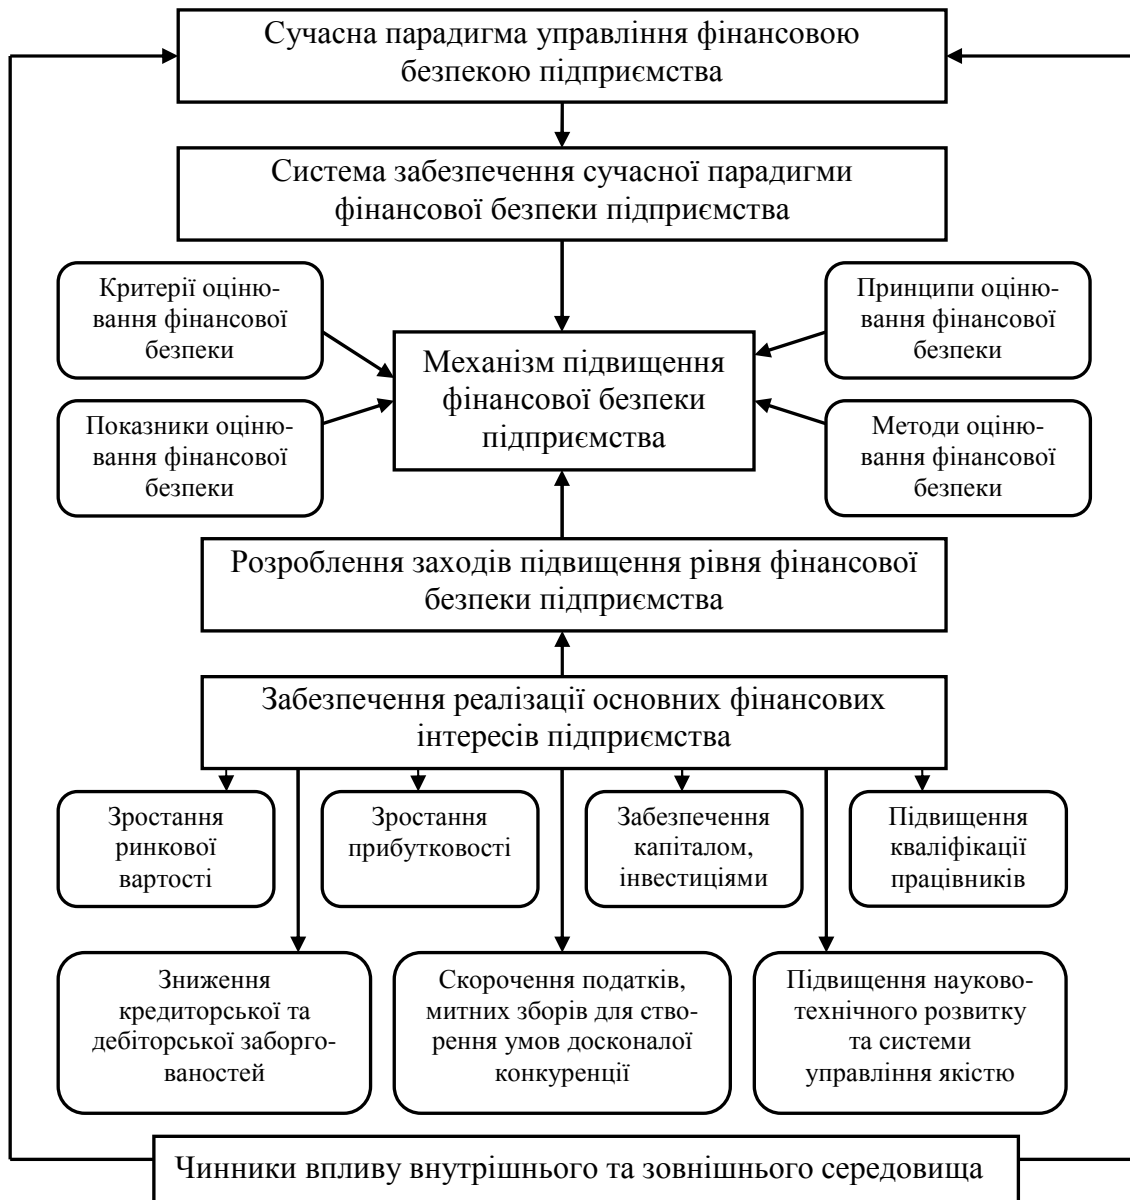 Сучасна парадигма управління фінансовою
безпекою підприємства
Система забезпечення сучасної парадигми
фінансової безпеки підприємства
Критерії оціню-
вання фінансової
безпеки
Принципи оціню-
вання фінансової
безпеки
Механізм підвищення
фінансової безпеки
підприємства
Показники оціню-
вання фінансової
безпеки
Методи оціню-
вання фінансової
безпеки
Розроблення заходів підвищення рівня фінансової
безпеки підприємства
Забезпечення реалізації основних фінансових
інтересів підприємства
Зростання
ринкової
вартості
Зростання
прибутковості
Забезпечення
капіталом,
інвестиціями
Підвищення
кваліфікації
працівників
Зниження
кредиторської та
дебіторської заборго-
ваностей
Скорочення податків,
митних зборів для ство-
рення умов досконалої
конкуренції
Підвищення науково-
технічного розвитку
та системи
управління якістю
Чинники впливу внутрішнього та зовнішнього середовища